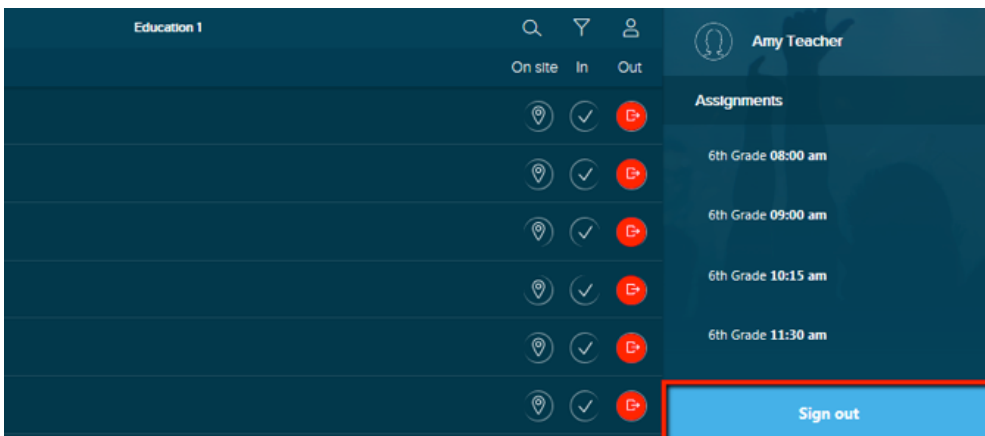 Education 1
On site In Out
Amy Teacher
Assignments
6th Grade 08:00 am
6th Grade 09:00 am
6th Grade 10:15 am
6th Grade 11:30 am
Sign out